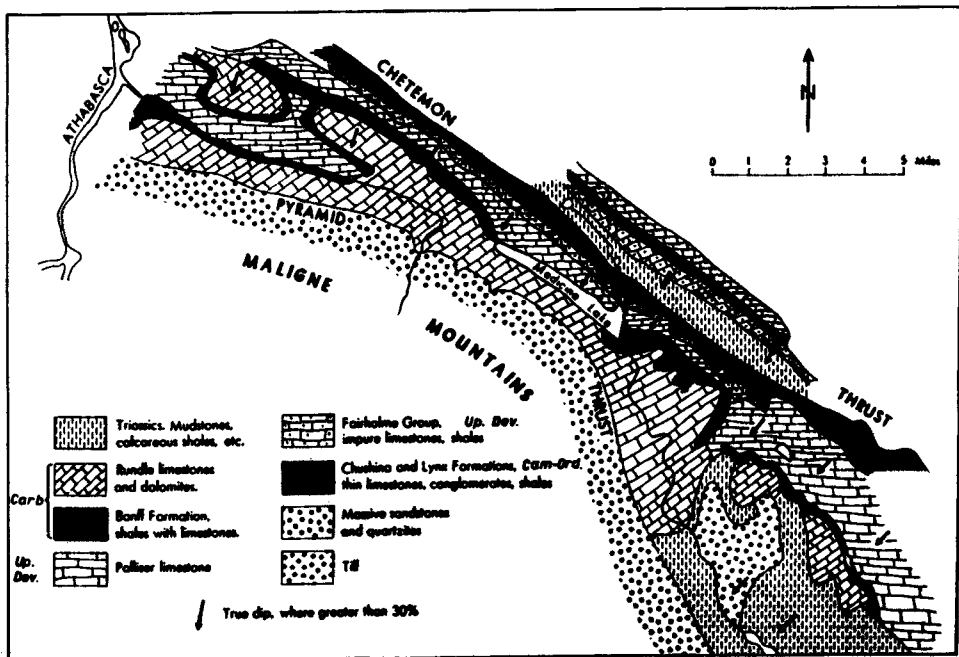 ATHABASCA
CHETEMON
N
0 1 2 3 4 5 Miles
PYRAMID
MALIGNE
MOUNTAINS
Medicine Lake
THRUST
THRUST
Triassics. Mudstones,
calcareous shales, etc.
Carb
Rundle limestones
and dolomites.
Banff Formation,
shales with limestones.
Up.
Dev.
Palliser limestone
Fairholme Group, Up. Dev.
impure limestones, shales
Chushina and Lynx Formations, Cam-Ord.
thin limestones, conglomerates, shales
Massive sandstones
and quartzites
Till
True dip, where greater than 30%